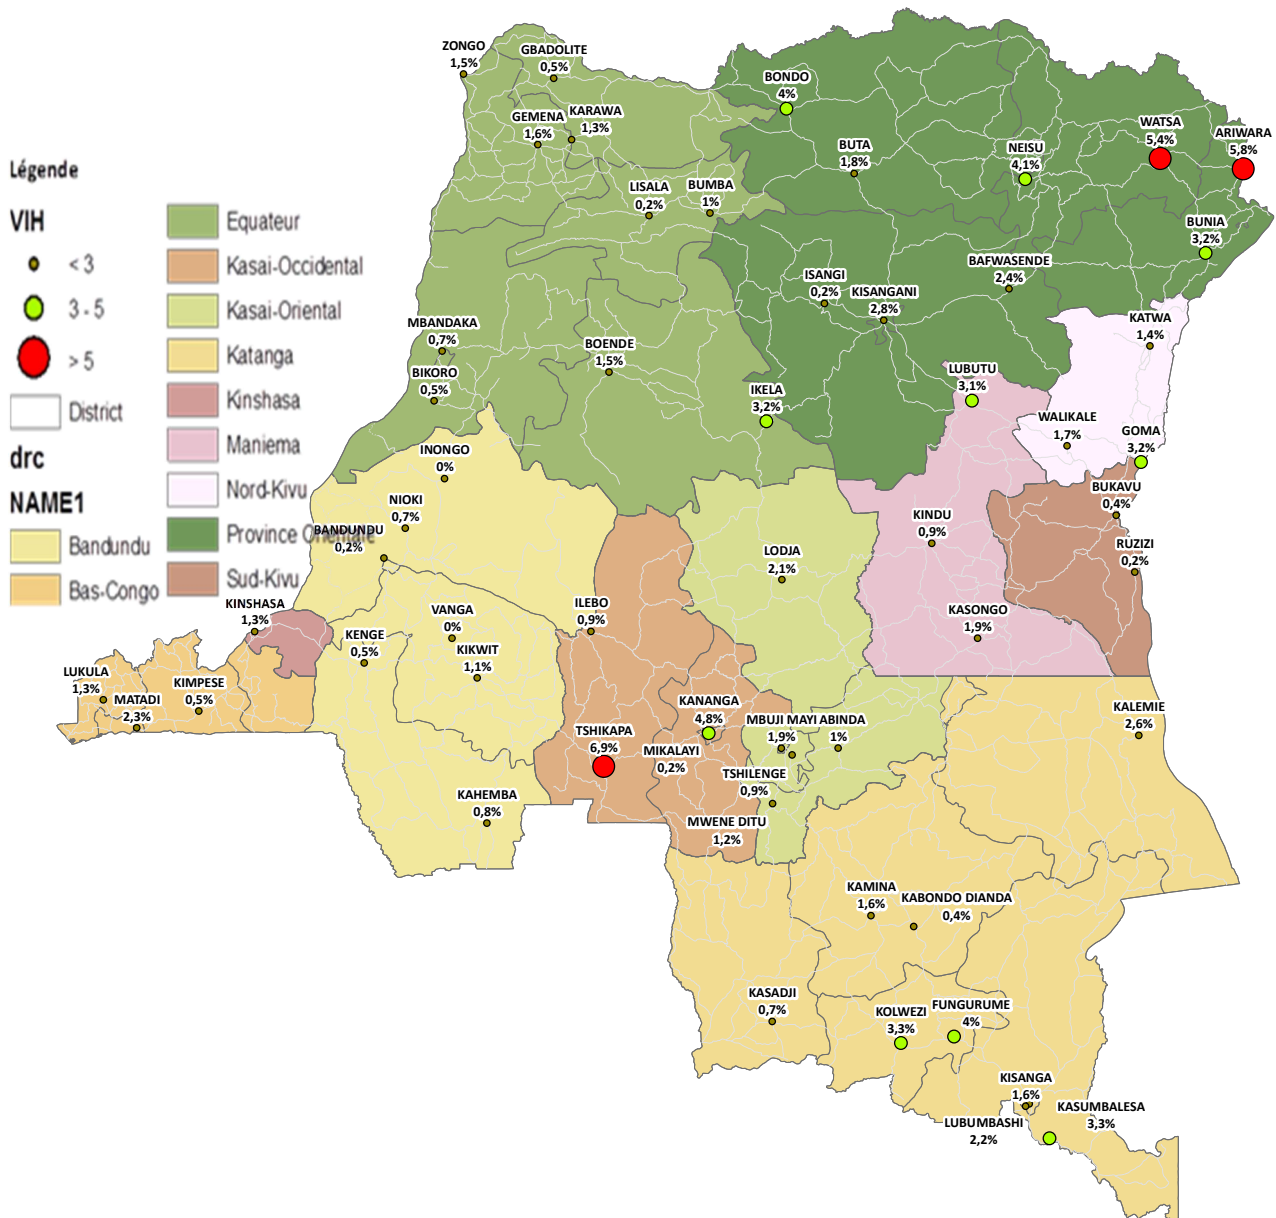 Légende
VIH
< 3
3 - 5
> 5
District
drc
NAME1
Bandundu
Bas-Congo
Equateur
Kasai-Occidental
Kasai-Oriental
Katanga
Kinshasa
Maniema
Nord-Kivu
Province Orientale
Sud-Kivu
ZONGO
1,5%
GBADOLITE
0,5%
GEMENA
1,6%
KARAWA
1,3%
LISALA
0,2%
BUMBA
1%
BONDO
4%
BUTA
1,8%
NEISU
4,1%
WATSA
5,4%
ARIWARA
5,8%
BUNIA
3,2%
BAFWASENDE
2,4%
ISANGI
0,2%
KISANGANI
2,8%
MBANDAKA
0,7%
BIKORO
0,5%
BOENDE
1,5%
IKELA
3,2%
LUBUTU
3,1%
KATWA
1,4%
WALIKALE
1,7%
GOMA
3,2%
BUKAVU
0,4%
RUZIZI
0,2%
INONGO
0%
NIOKI
0,7%
BANDUNDU
0,2%
KINDU
0,9%
LODJA
2,1%
KASONGO
1,9%
KINSHASA
1,3%
KENGE
0,5%
VANGA
0%
KIKWIT
1,1%
ILEBO
0,9%
LUKULA
1,3%
MATADI
2,3%
KIMPESE
0,5%
KANANGA
4,8%
TSHIKAPA
6,9%
MIKALAYI
0,2%
MBUJI MAYI
1,9%
ABINDA
1%
TSHILENGE
0,9%
MWENE DITU
1,2%
KAHEMBA
0,8%
KALEMIE
2,6%
KAMINA
1,6%
KABONDO DIANDA
0,4%
KASADJI
0,7%
KOLWEZI
3,3%
FUNGURUME
4%
KISANGA
1,6%
LUBUMBASHI
2,2%
KASUMBALESA
3,3%